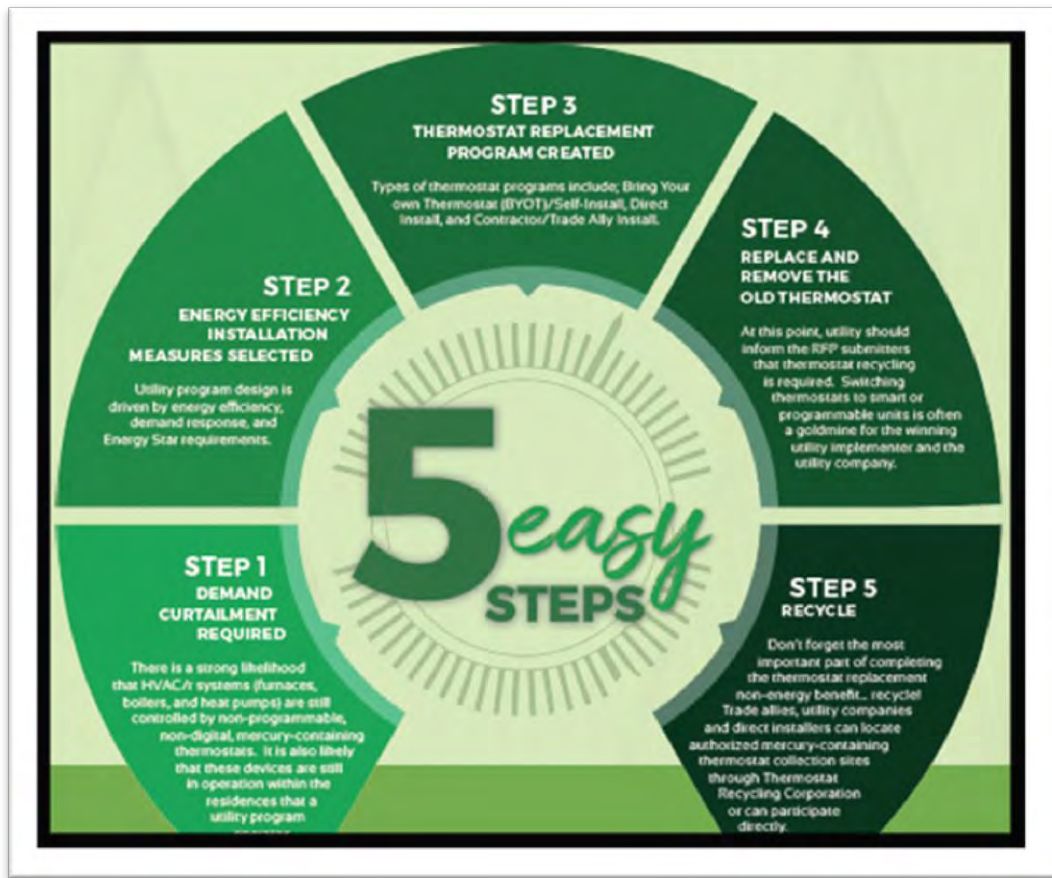 STEP 1
DEMAND
CURTAILMENT
REQUIRED
There is a strong likelihood
that HVAC/r systems (furnaces,
boilers, and heat pumps) are still
controlled by non-programmable,
non-digital, mercury-containing
thermostats. It is also likely
that these devices are still
in operation within the
residences that a
utility program
STEP 2
ENERGY EFFICIENCY
INSTALLATION
MEASURES SELECTED
Utility program design is
driven by energy efficiency,
demand response, and
Energy Star requirements.
STEP 3
THERMOSTAT REPLACEMENT
PROGRAM CREATED
Types of thermostat programs include; Bring Your
own Thermostat (BYOT)/Self-Install, Direct
Install, and Contractor/Trade Ally Install.
STEP 4
REPLACE AND
REMOVE THE
OLD THERMOSTAT
At this point, utility should
inform the RFP submitters
that thermostat recycling
is required. Switching
thermostats to smart or
programmable units is often
a goldmine for the winning
utility implementer and the
utility company.
STEP 5
RECYCLE
Don't forget the most
important part of completing
the thermostat replacement
non-energy benefit... recycle!
Trade allies, utility companies
and direct installers can locate
authorized mercury-containing
thermostat collection sites
through Thermostat
Recycling Corporation
or can participate
directly.
5 easy
STEPS